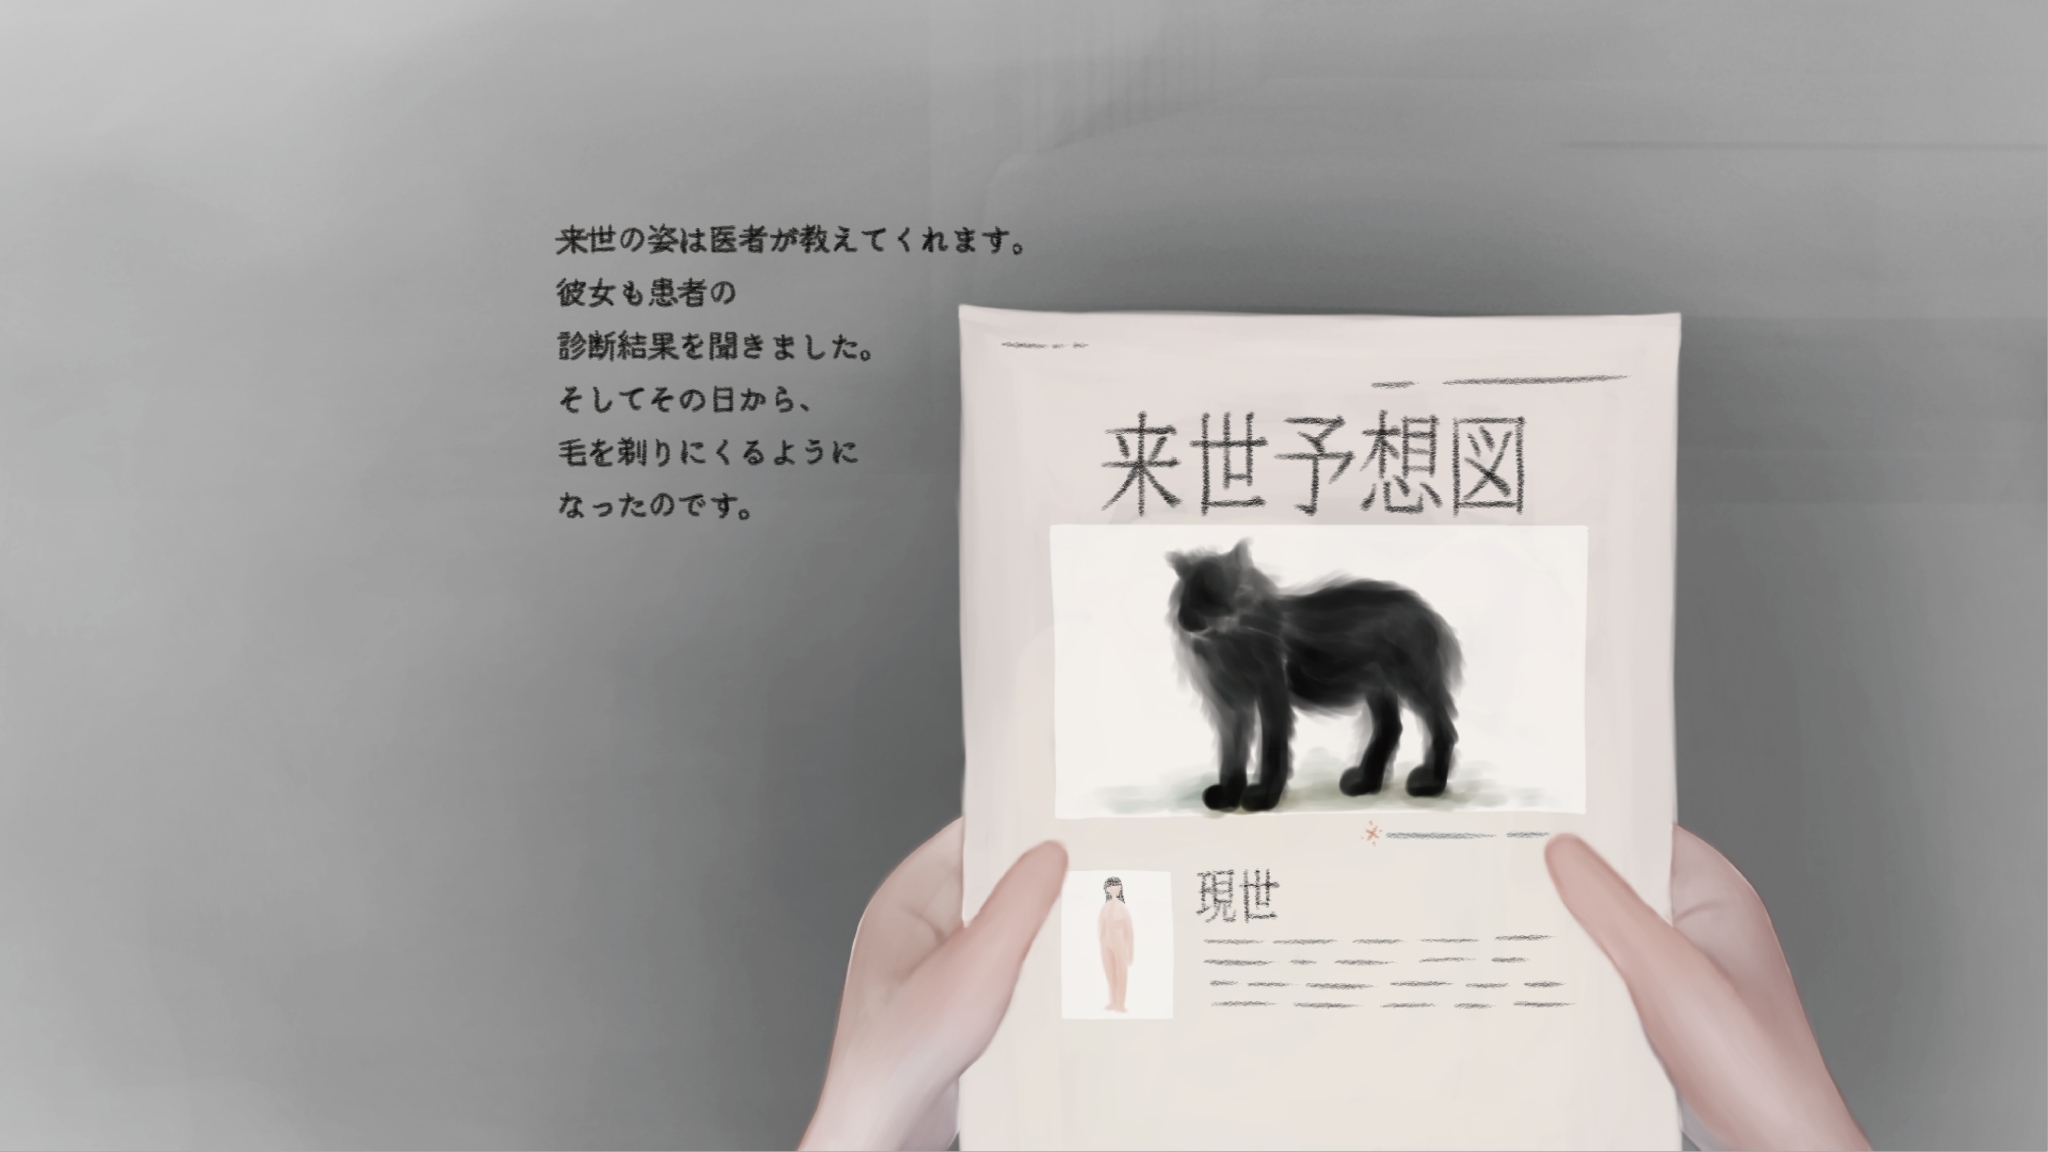 来世の姿は医者が教えてくれます。
彼女も患者の
診断結果を聞きました。
そしてその日から、
毛を剃りにくるように
なったのです。
来世予想図
現世